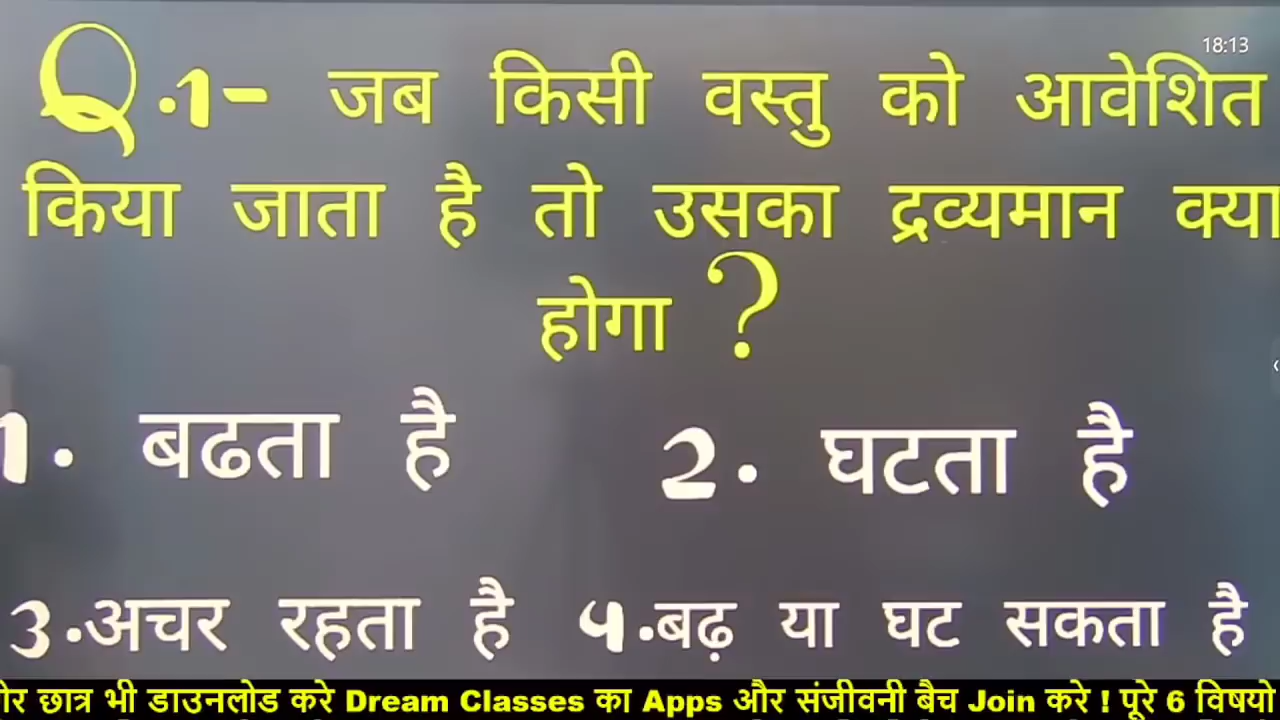 18:13
Q.1- जब किसी वस्तु को आवेशित
किया जाता है तो उसका द्रव्यमान क्या
होगा ?
1. बढता है 2. घटता है
3.अचर रहता है 4.बढ़ या घट सकता है
छात्र भी डाउनलोड करे Dream Classes का Apps और संजीवनी बैच Join करे ! पूरे 6 विषयो